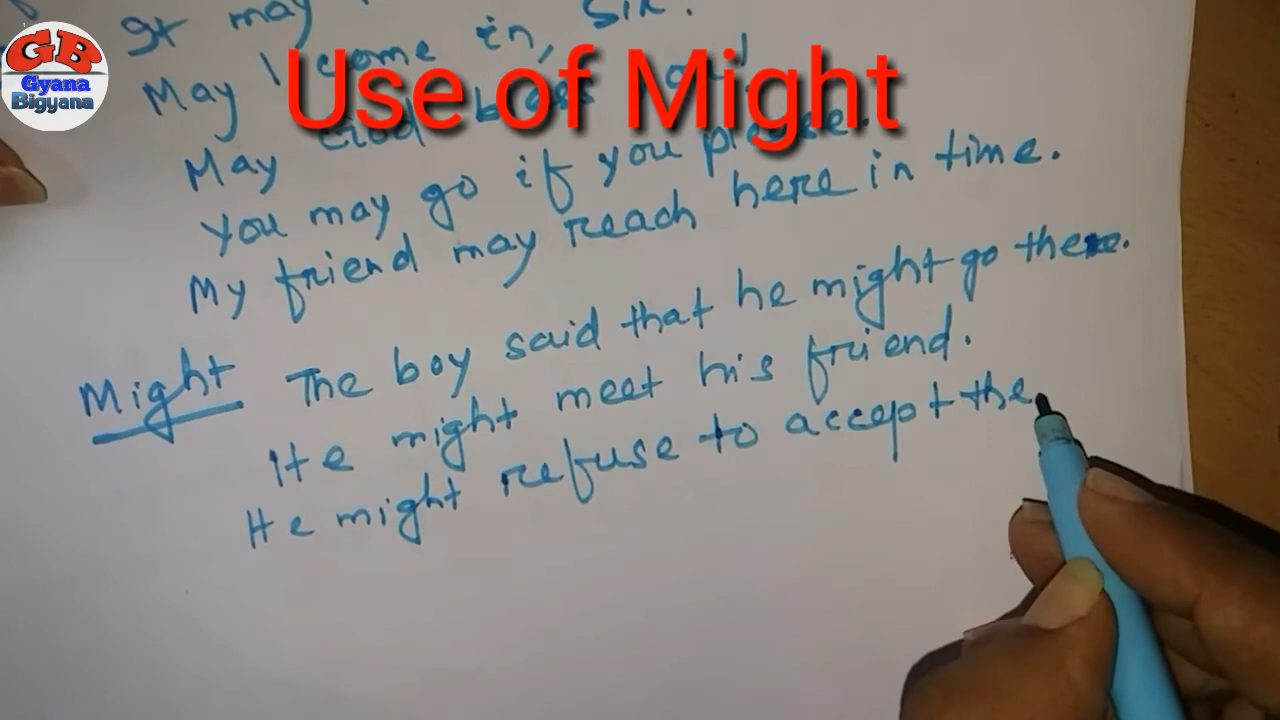 GB
Gyana
Bigyana
Use of Might
It may
May I come in, Sir.
May God bless you
You may go if you please.
My friend may reach here in time.
Might The boy said that he might go there.
He might meet his friend.
He might refuse to accept the